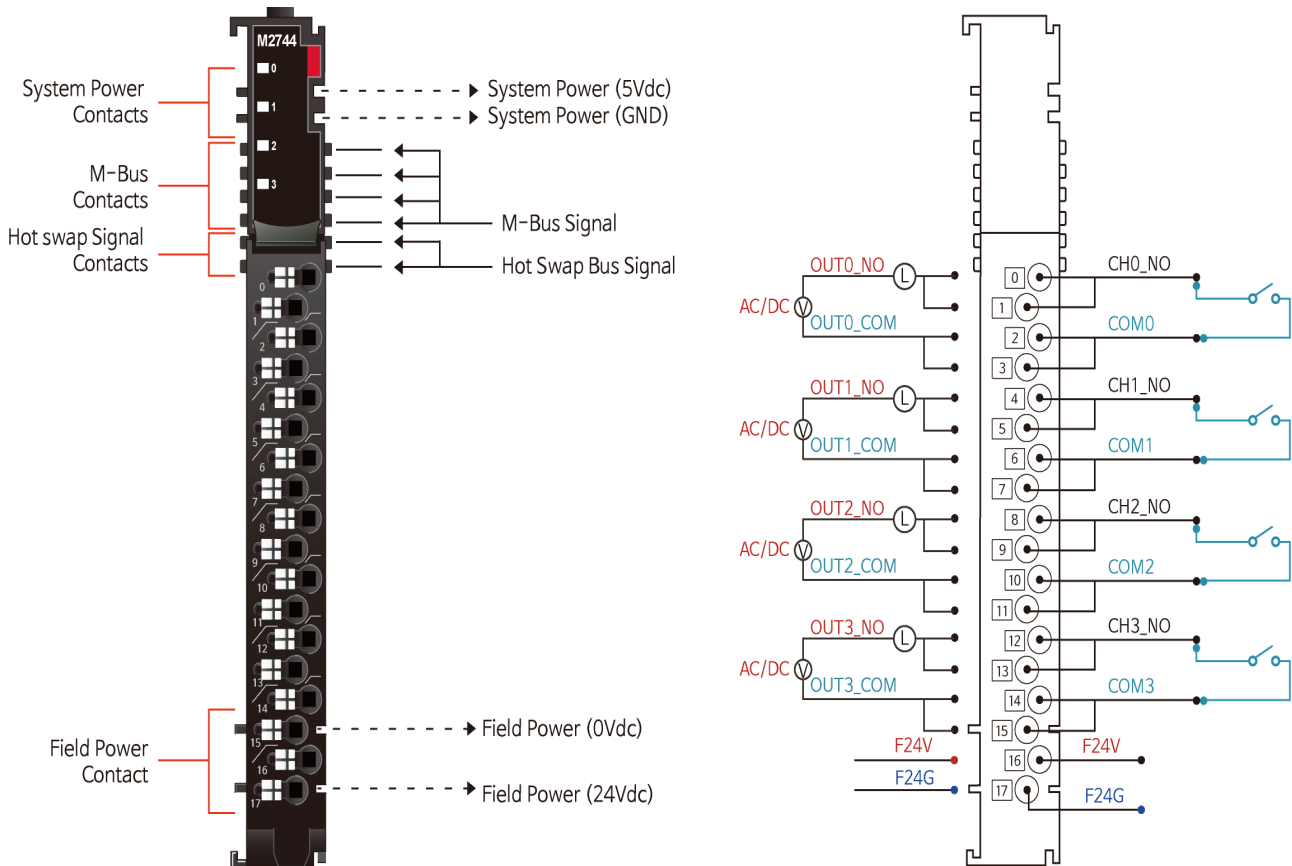 M2744
0
1
2
3
System Power
Contacts
M-Bus
Contacts
Hot swap Signal
Contacts
System Power (5Vdc)
System Power (GND)
M-Bus Signal
Hot Swap Bus Signal
0
1
2
3
4
5
6
7
8
9
10
11
12
13
14
15
16
17
Field Power
Contact
Field Power (0Vdc)
Field Power (24Vdc)
OUT0_NO
L
AC/DC
V
OUT0_COM
OUT1_NO
L
AC/DC
V
OUT1_COM
OUT2_NO
L
AC/DC
V
OUT2_COM
OUT3_NO
L
AC/DC
V
OUT3_COM
F24V
F24G
0
1
2
3
4
5
6
7
8
9
10
11
12
13
14
15
16
17
CH0_NO
COM0
CH1_NO
COM1
CH2_NO
COM2
CH3_NO
COM3
F24V
F24G